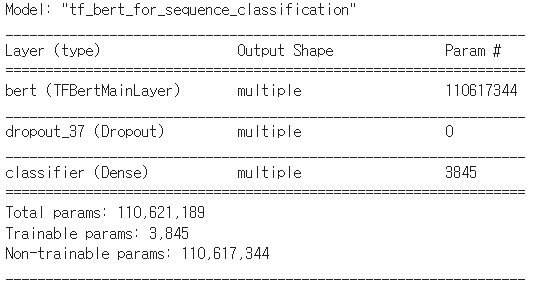 Model: "tf_bert_for_sequence_classification"
_________________________________________________________________
Layer (type)                 Output Shape              Param #
=================================================================
bert (TFBertMainLayer)       multiple                  110617344
_________________________________________________________________
dropout_37 (Dropout)         multiple                  0
_________________________________________________________________
classifier (Dense)           multiple                  3845
=================================================================
Total params: 110,621,189
Trainable params: 3,845
Non-trainable params: 110,617,344
_________________________________________________________________